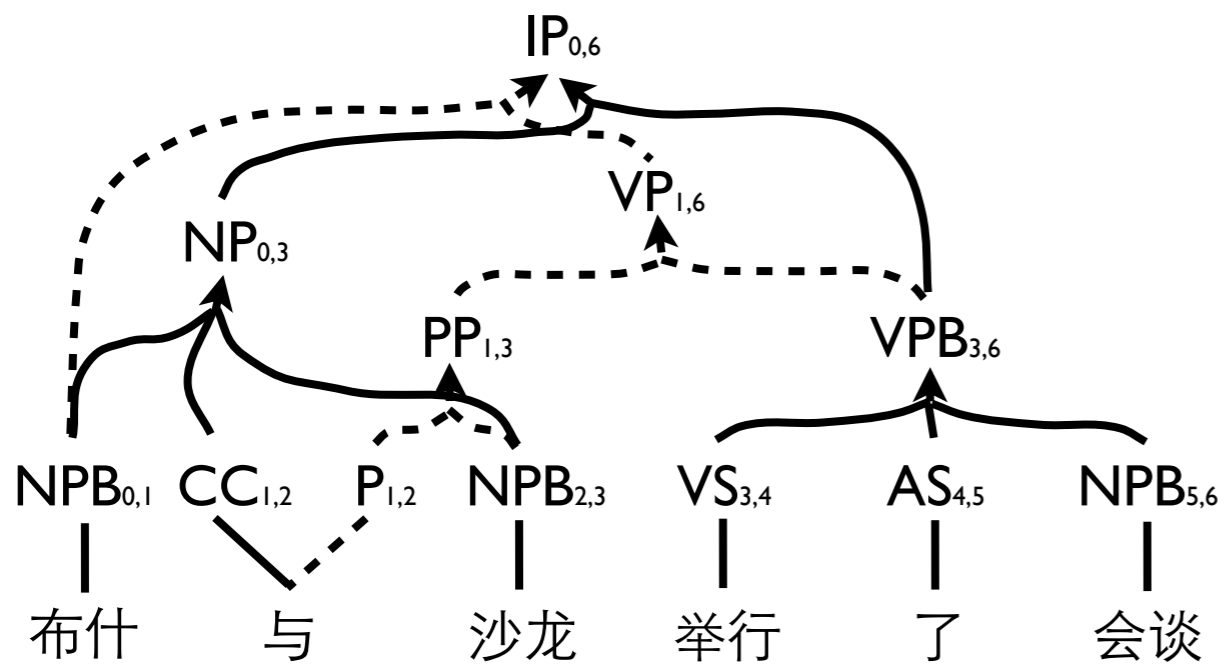 IP0,6
VP1,6
NP0,3
PP1,3 VPB3,6
NPB0,1 CC1,2 P1,2 NPB2,3 VS3,4 AS4,5 NPB5,6
布什 与 沙龙 举行 了 会谈